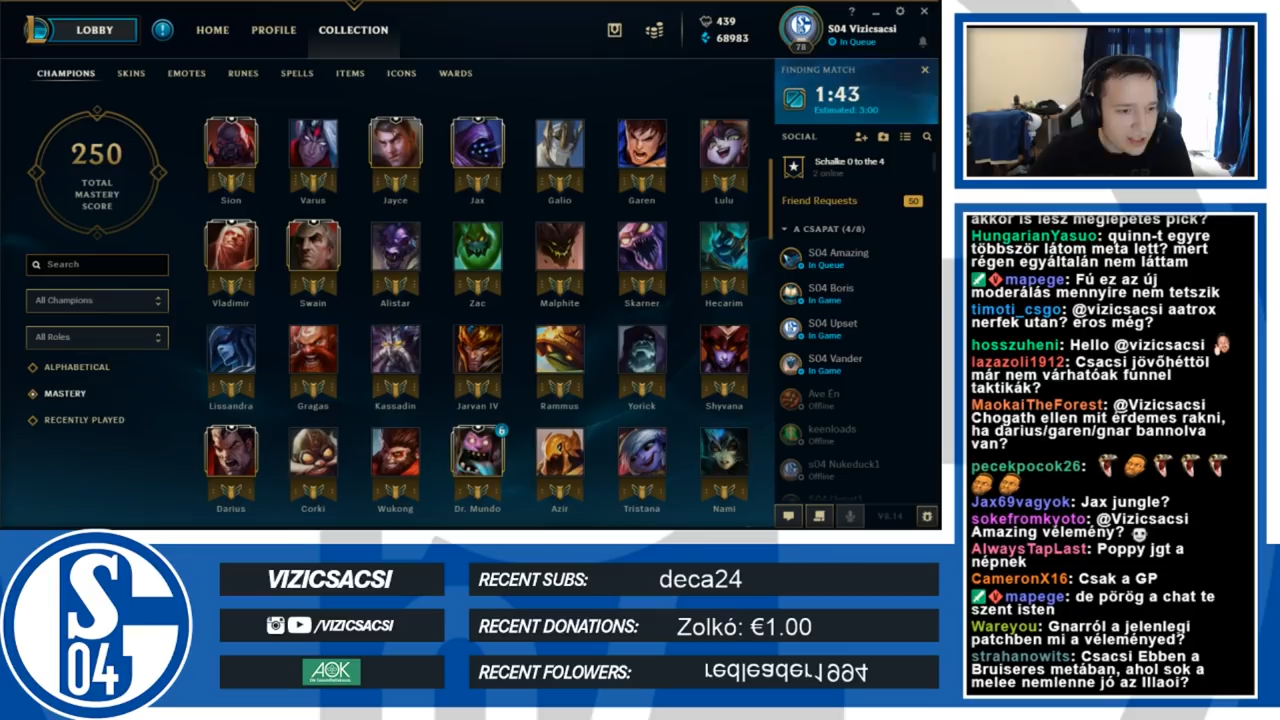 LOBBY
HOME
PROFILE
COLLECTION
439
68983
78
S04 Vizicsacsi
In Queue
CHAMPIONS
SKINS
EMOTES
RUNES
SPELLS
ITEMS
ICONS
WARDS
250
TOTAL
MASTERY
SCORE
Search
All Champions
All Roles
ALPHABETICAL
MASTERY
RECENTLY PLAYED
Sion
Varus
Jayce
Jax
Galio
Garen
Lulu
Vladimir
Swain
Alistar
Zac
Malphite
Skarner
Hecarim
Lissandra
Gragas
Kassadin
Jarvan IV
Rammus
Yorick
Shyvana
6
Darius
Corki
Wukong
Dr. Mundo
Azir
Tristana
Nami
FINDING MATCH
1:43
Estimated: 3:00
SOCIAL
Schalke 0 to the 4
2 online
Friend Requests
50
A CSAPAT (4/8)
S04 Amazing
In Queue
S04 Boris
In Game
S04 Upset
In Game
S04 Vander
In Game
Ave En
Offline
keenloads
Offline
s04 Nukeduck1
Offline
V8.14
akkor is lesz meglepetés pick?
HungarianYasuo: quinn-t egyre
többször látom meta lett? mert
régen egyáltalán nem láttam
mapege: Fú ez az új
moderálás mennyire nem tetszik
timoti_csgo: @vizicsacsi aatrox
nerfek után? erős még?
hosszuheni: Hello @vizicsacsi
lazazoli1912: Csacsi jövőhéttől
már nem várhatóak funnel
taktikák?
MaokaiTheForest: @Vizicsacsi
Chogath ellen mit érdemes rakni,
ha darius/garen/gnar bannolva
van?
pecekpocok26:
Jax69vagyok: Jax jungle?
sokefromkyoto: @Vizicsacsi
Amazing vélemény?
AlwaysTapLast: Poppy jgt a
népnek
CameronX16: Csak a GP
mapege: de pörög a chat te
szent isten
Wareyou: Gnarról a jelenlegi
patchben mi a véleményed?
strahanowits: Csacsi Ebben a
Bruiseres metában, ahol sok a
melee nemlenne jó az Illaoi?
S
04
VIZICSACSI
/VIZICSACSI
AOK
Die Gesundheitskasse.
RECENT SUBS:
deca24
RECENT DONATIONS:
Zolkó: €1.00
RECENT FOLOWERS:
redleader1994